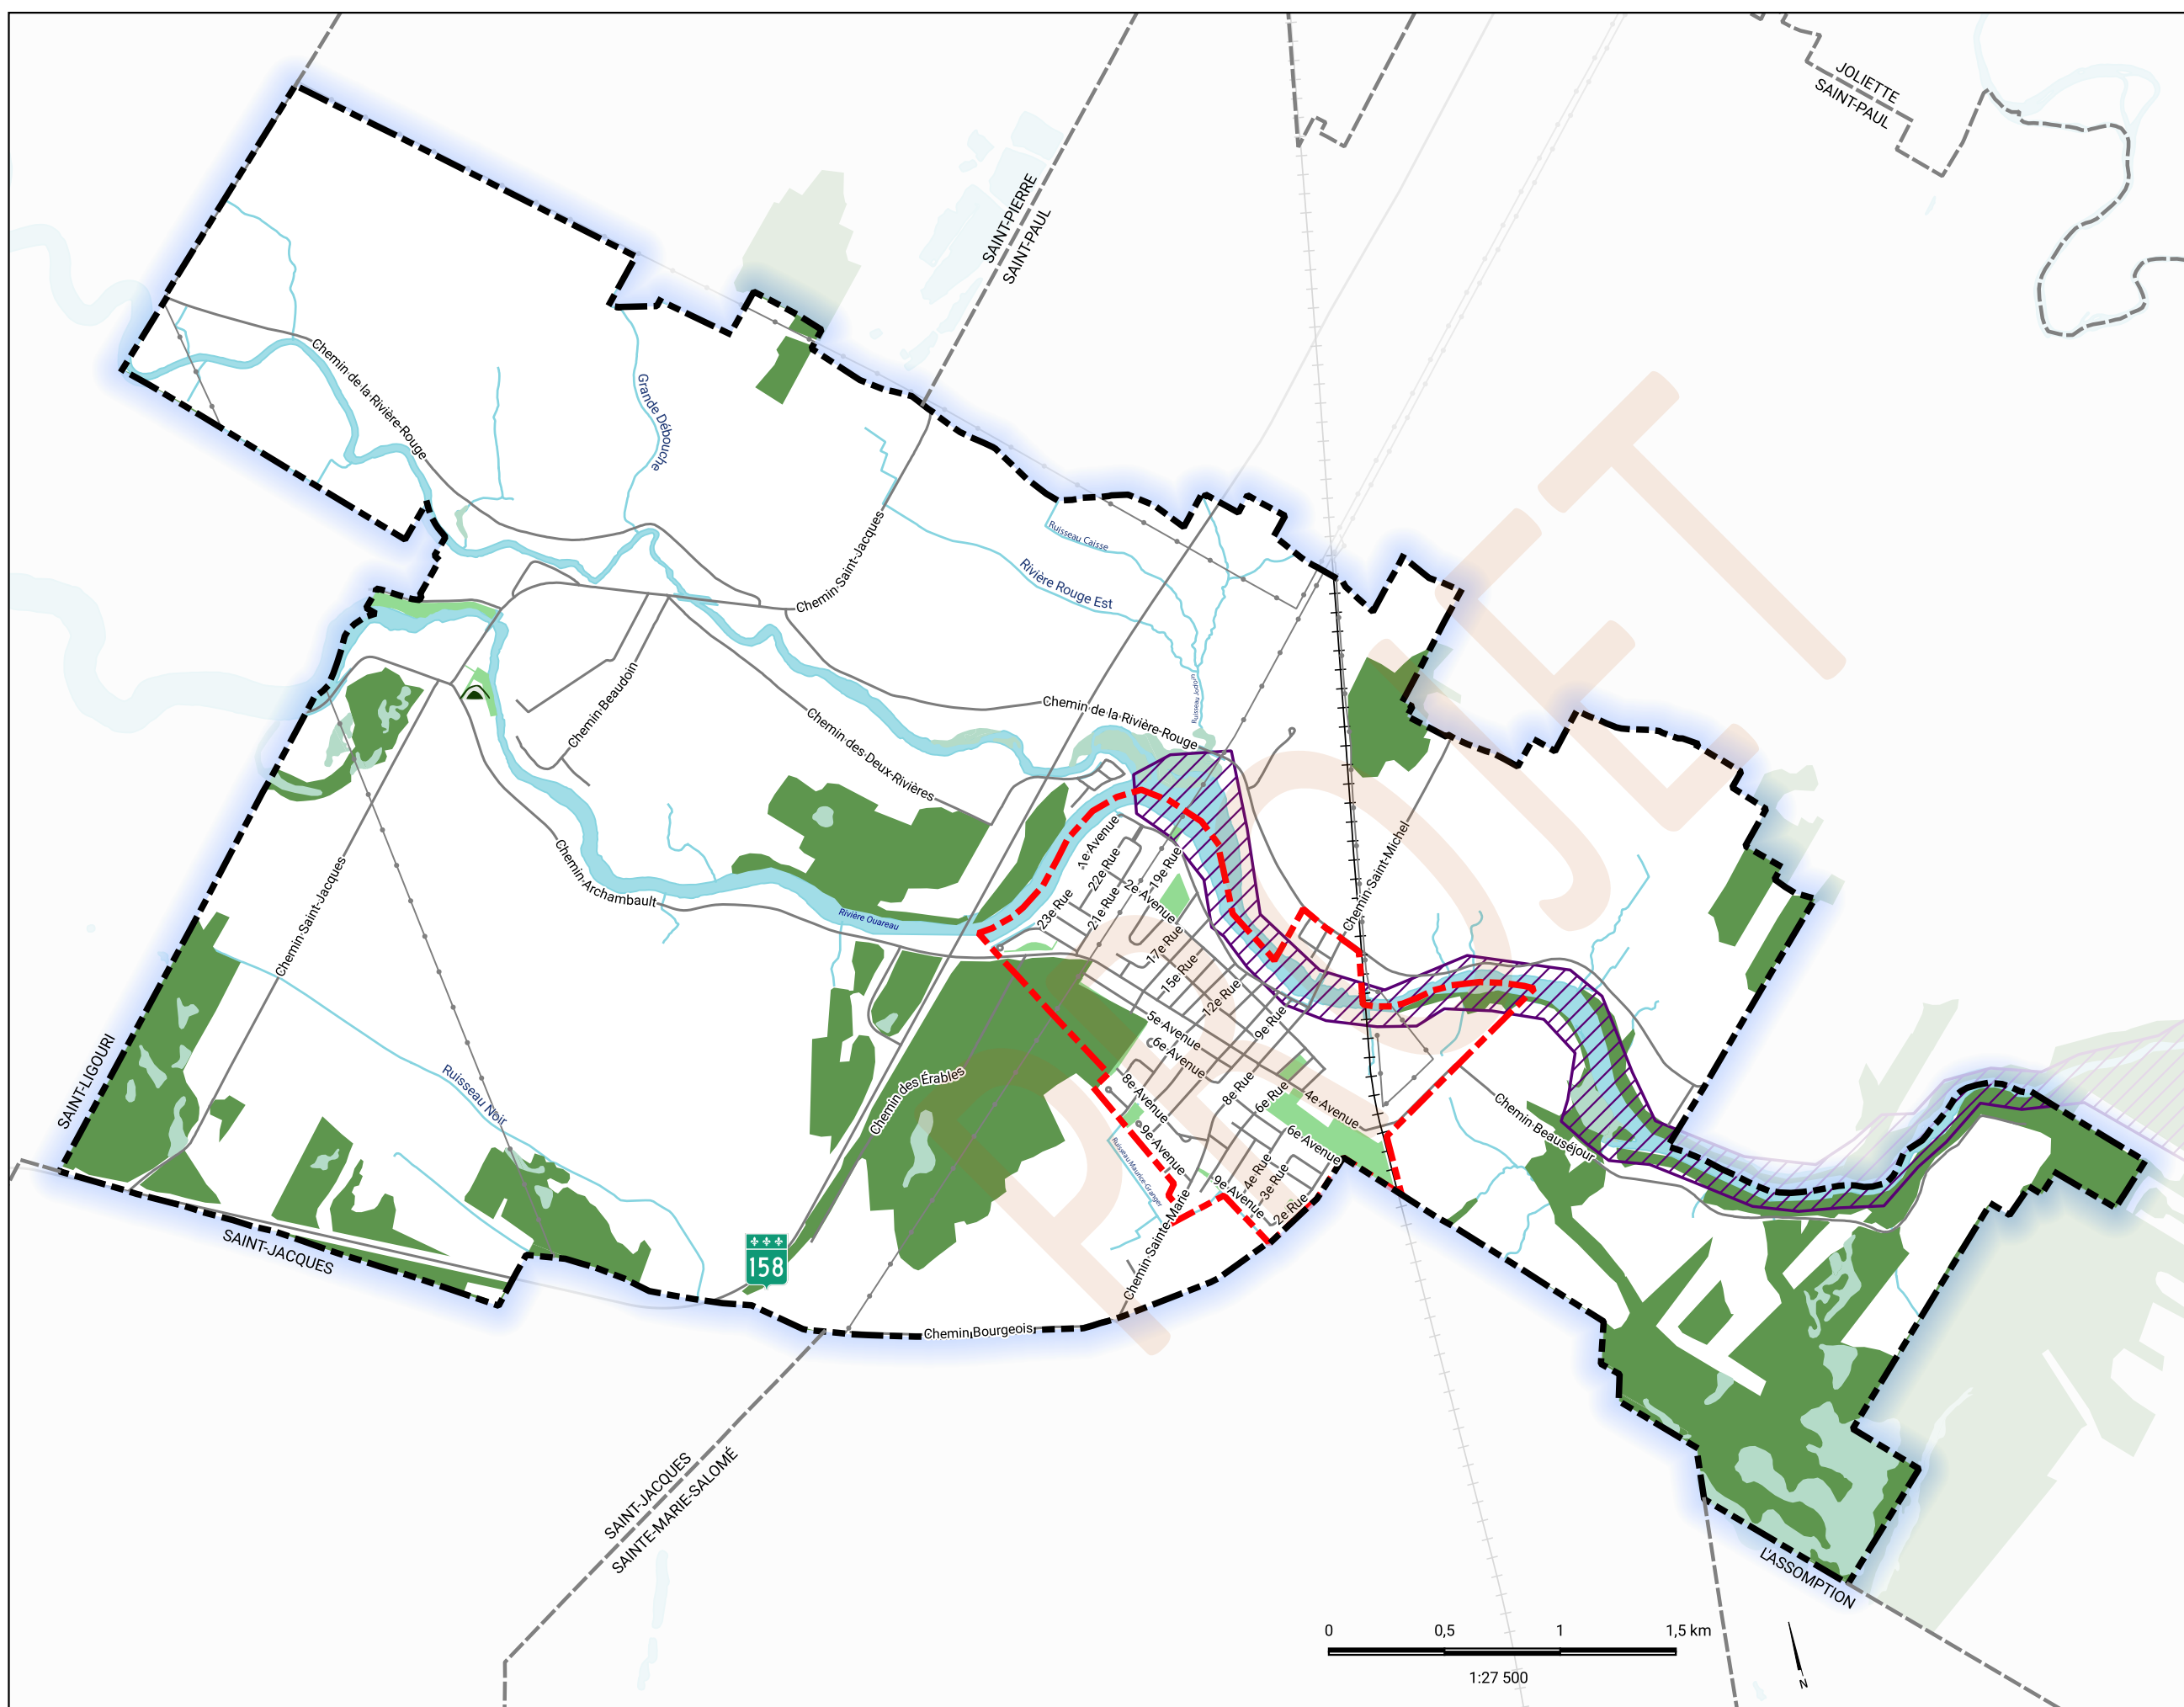 JOLIETTE
SAINT-PAUL
SAINT-PIERRE
SAINT-PAUL
Chemin de la Rivière-Rouge
Grande Débouche
Chemin-Saint-Jacques
Ruisseau Caisse
Rivière Rouge Est
Ruisseau Jodoin
Chemin-Beaudoin
Chemin de la Rivière-Rouge
Chemin des Deux-Rivières
Chemin-Saint-Michel
Chemin-Archambault
Chemin-Saint-Jacques
Rivière Ouareau
1e Avenue
22e Rue
19e Rue
2e Avenue
23e Rue
21e Rue
17e Rue
15e Rue
12e Rue
9e Rue
5e Avenue
6e Avenue
8e Avenue
8e Rue
6e Rue
4e Avenue
9e Avenue
6e Avenue
4e Rue
3e Rue
9e Avenue
2e Rue
Ruisseau Maurice-Granger
Chemin-Sainte-Marie
Chemin des Érables
Chemin-Beauséjour
Ruisseau Noir
SAINT-LIGOURI
SAINT-JACQUES
158
Chemin Bourgeois
SAINT-JACQUES
SAINTE-MARIE-SALOMÉ
L'ASSOMPTION
PROJET
0 0,5 1 1,5 km
1:27 500
N